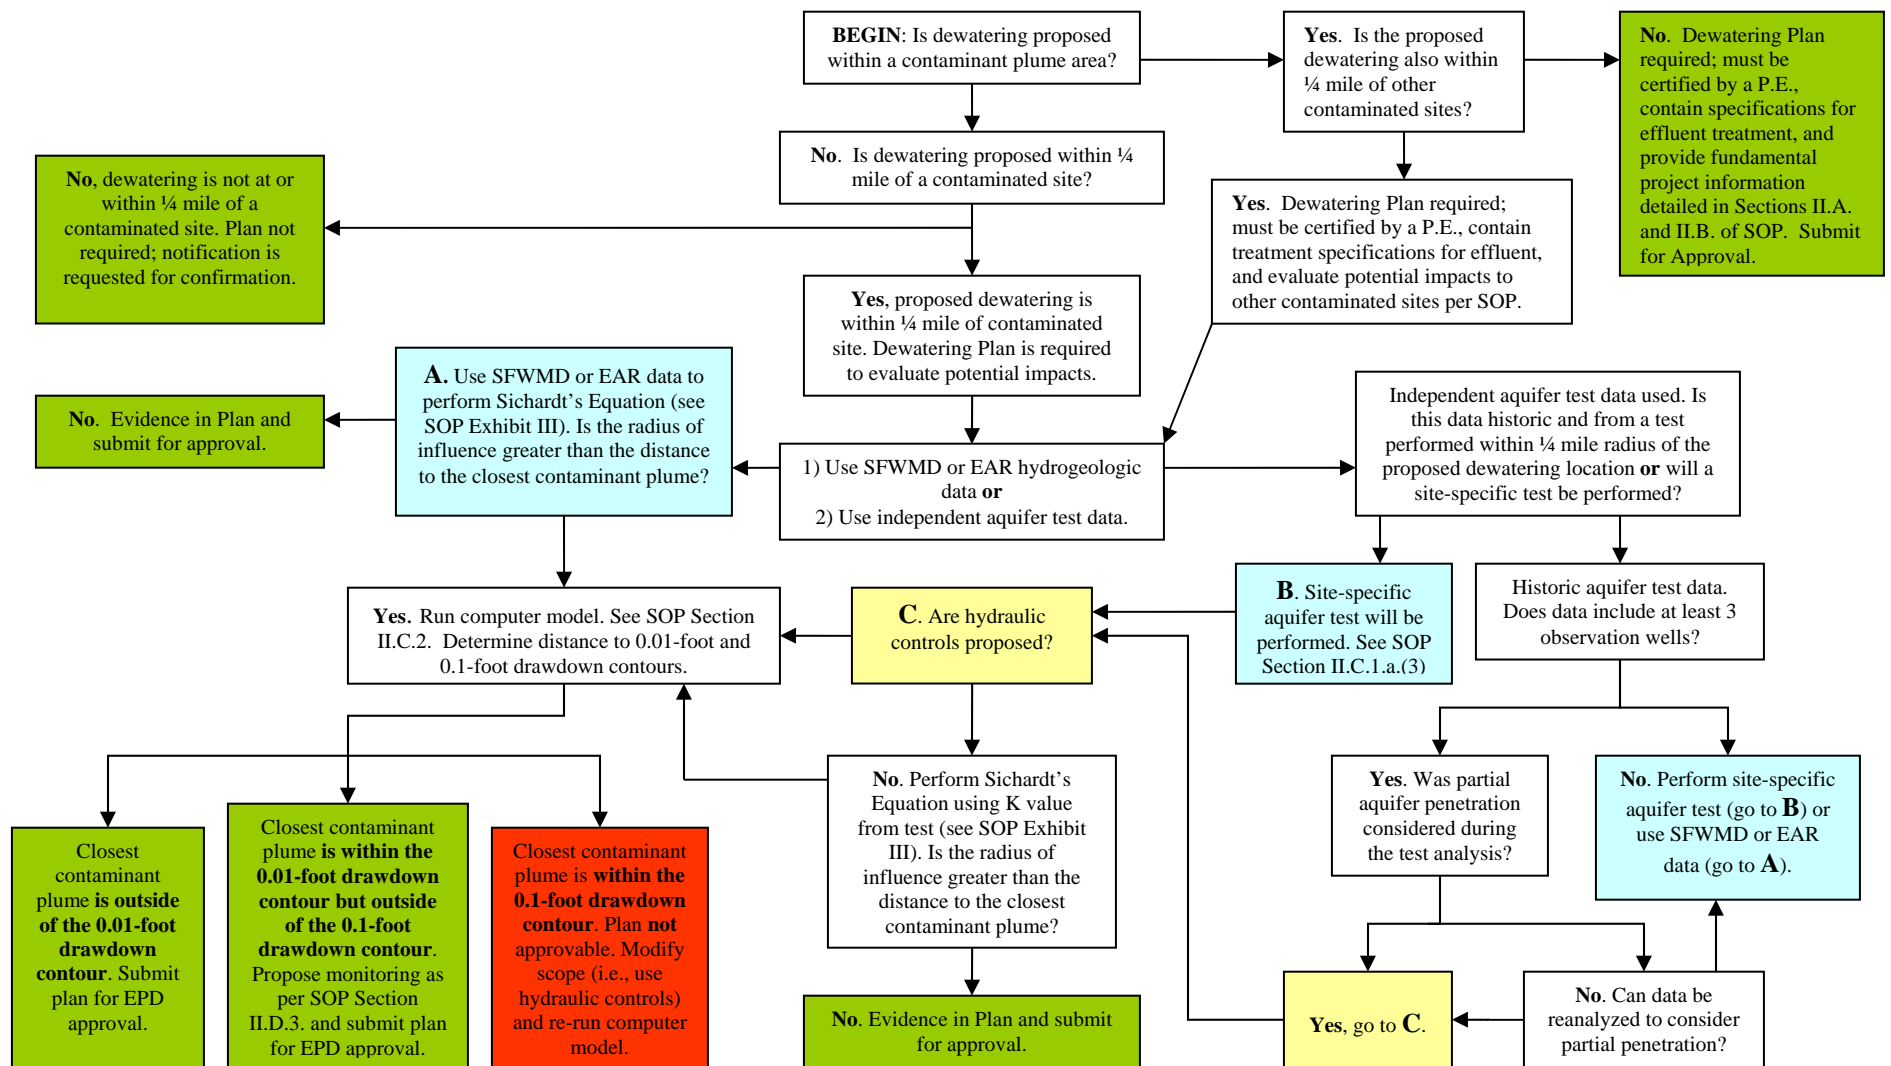 BEGIN: Is dewatering proposed
within a contaminant plume area?
Yes.  Is the proposed
dewatering also within
¼ mile of other
contaminated sites?
No.  Dewatering Plan
required; must be
certified by a P.E.,
contain specifications for
effluent treatment, and
provide fundamental
project information
detailed in Sections II.A.
and II.B. of SOP.  Submit
for Approval.
No.  Is dewatering proposed within ¼
mile of a contaminated site?
No, dewatering is not at or
within ¼ mile of a
contaminated site. Plan not
required; notification is
requested for confirmation.
Yes.  Dewatering Plan required;
must be certified by a P.E., contain
treatment specifications for effluent,
and evaluate potential impacts to
other contaminated sites per SOP.
Yes, proposed dewatering is
within ¼ mile of contaminated
site. Dewatering Plan is required
to evaluate potential impacts.
A. Use SFWMD or EAR data to
perform Sichardt's Equation (see
SOP Exhibit III). Is the radius of
influence greater than the distance
to the closest contaminant plume?
No.  Evidence in Plan and
submit for approval.
1) Use SFWMD or EAR hydrogeologic
data or
2) Use independent aquifer test data.
Independent aquifer test data used. Is
this data historic and from a test
performed within ¼ mile radius of the
proposed dewatering location or will a
site-specific test be performed?
Yes. Run computer model. See SOP Section
II.C.2.  Determine distance to 0.01-foot and
0.1-foot drawdown contours.
C. Are hydraulic
controls proposed?
B. Site-specific
aquifer test will be
performed. See SOP
Section II.C.1.a.(3)
Historic aquifer test data.
Does data include at least 3
observation wells?
Closest
contaminant
plume is outside
of the 0.01-foot
drawdown
contour. Submit
plan for EPD
approval.
Closest contaminant
plume is within the
0.01-foot drawdown
contour but outside
of the 0.1-foot
drawdown contour.
Propose monitoring as
per SOP Section
II.D.3. and submit plan
for EPD approval.
Closest contaminant
plume is within the
0.1-foot drawdown
contour. Plan not
approvable. Modify
scope (i.e., use
hydraulic controls)
and re-run computer
model.
No. Perform Sichardt's
Equation using K value
from test (see SOP Exhibit
III). Is the radius of
influence greater than the
distance to the closest
contaminant plume?
No. Evidence in Plan and submit
for approval.
Yes. Was partial
aquifer penetration
considered during
the test analysis?
No. Perform site-specific
aquifer test (go to B) or
use SFWMD or EAR
data (go to A).
Yes, go to C.
No. Can data be
reanalyzed to consider
partial penetration?